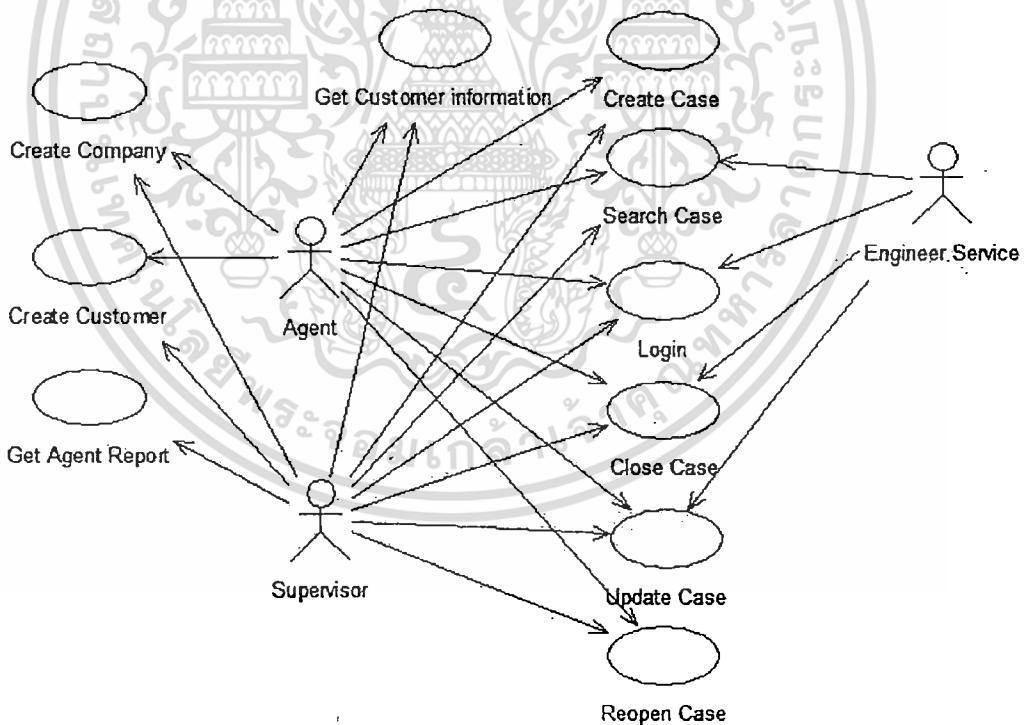 Get Customer information
Create Case
Create Company
Search Case
Engineer Service
Create Customer
Agent
Login
Get Agent Report
Close Case
Supervisor
Update Case
Reopen Case